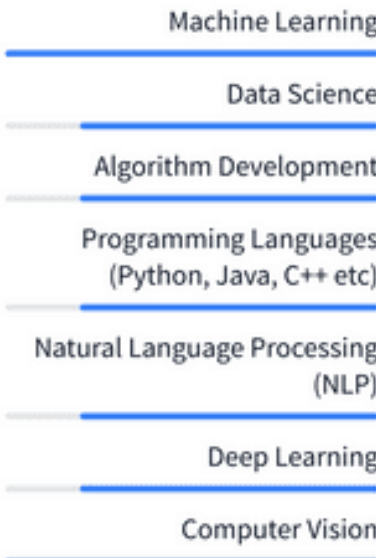 Machine Learning
Data Science
Algorithm Development
Programming Languages
(Python, Java, C++ etc)
Natural Language Processing
(NLP)
Deep Learning
Computer Vision